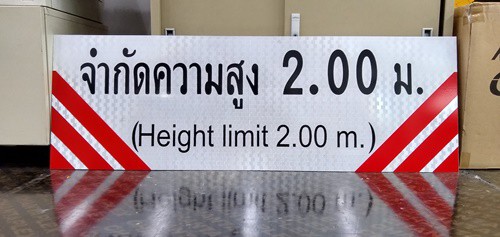 จำกัดความสูง 2.00 ม.
(Height limit 2.00 m.)